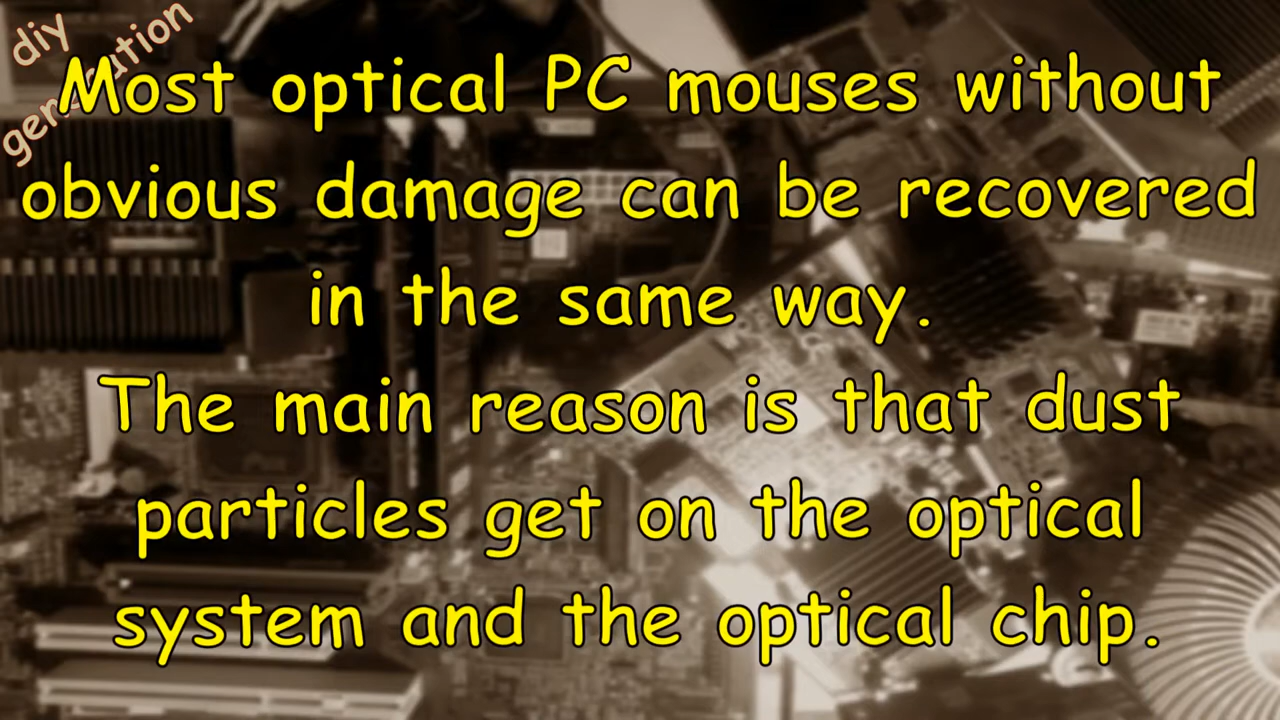 diy
generation
Most optical PC mouses without
obvious damage can be recovered
in the same way.
The main reason is that dust
particles get on the optical
system and the optical chip.